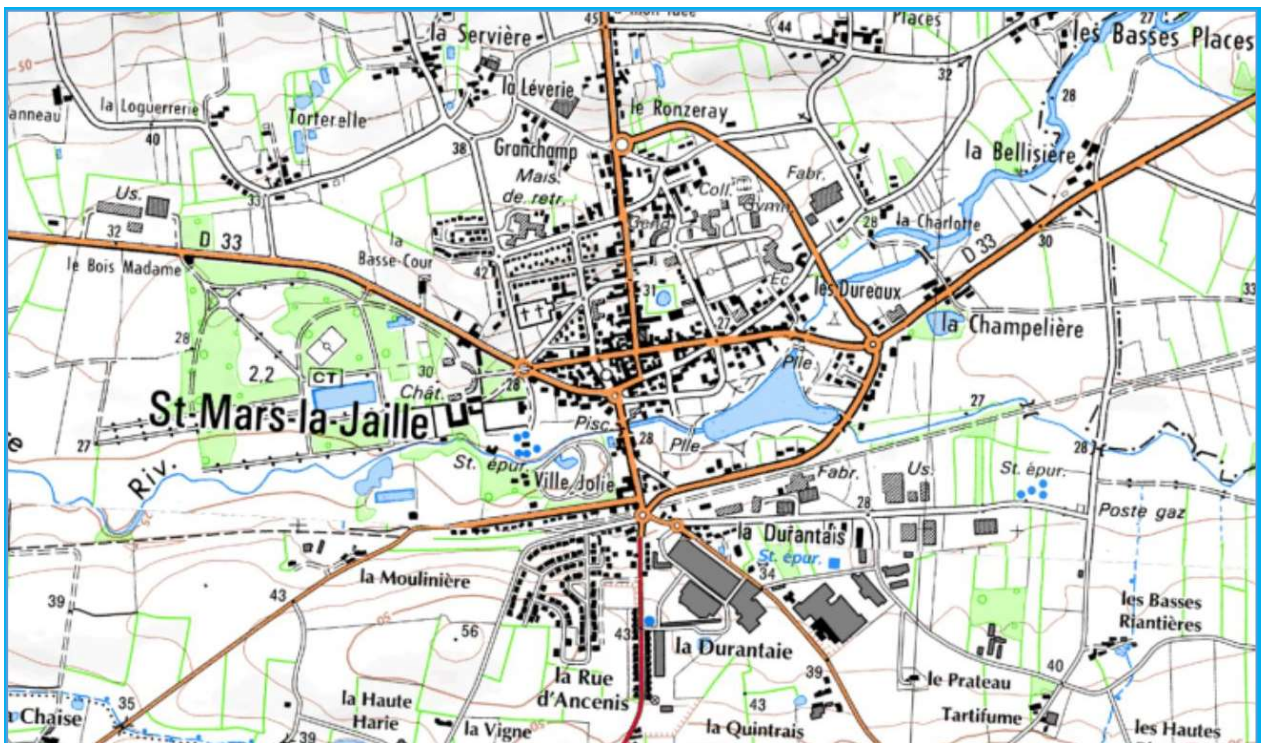 45
la Servière
44
Places
27
les Basses Places
50
32
la Léverie
28
la Loguerrerie
Torterelle
le Ronzeray
anneau
40
38
Granchamp
la Bellisière
Mais.
de retr.
Coll.
Fabr.
Gymn.
Us.
33
Gend.
28
la Charlotte
32
D 33
la
Basse-Cour
30
D 33
le Bois Madame
42
Ec.
les Dureaux
33
31
28
27
la Champelière
2.2
CT
30
28
Chât.
Plle
St-Mars-la-Jaille
27
27
Pisc.
28
Plle
28
Riv.
St. épur.
Ville Jolie
Fabr.
Us.
St. épur.
25
43
28
Poste gaz
la Durantais
St. épur.
la Moulinière
34
39
43
les Basses
Riantières
56
43
la Durantaie
39
40
la Rue
d'Ancenis
le Prateau
35
la Haute
Harie
43
Tartifume
a Chaise
39
la Vigne
la Quintrais
les Hautes